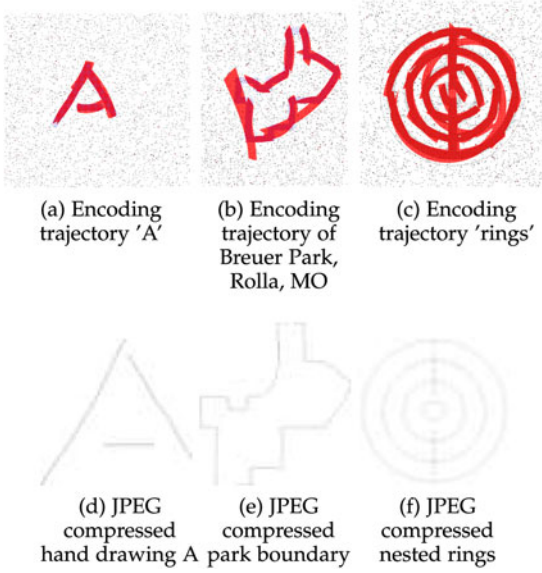 (a) Encoding
trajectory 'A'
(b) Encoding
trajectory of
Breuer Park,
Rolla, MO
(c) Encoding
trajectory 'rings'
(d) JPEG
compressed
hand drawing A
(e) JPEG
compressed
park boundary
(f) JPEG
compressed
nested rings